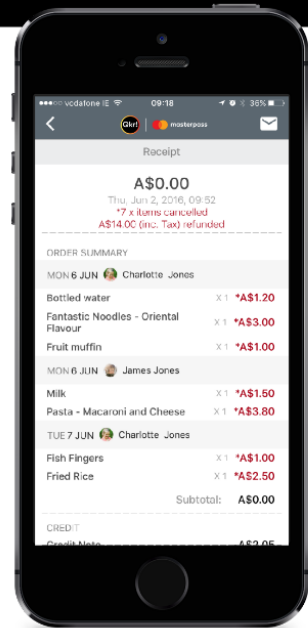 vodafone IE 09:18 36%
Qkr! masterpass
Receipt
A$0.00
Thu, Jun 2, 2016, 09:52
*7 x items cancelled
A$14.00 (inc. Tax) refunded
ORDER SUMMARY
MON 6 JUN Charlotte Jones
Bottled water X 1 *A$1.20
Fantastic Noodles - Oriental
Flavour X 1 *A$3.00
Fruit muffin X 1 *A$1.00
MON 6 JUN James Jones
Milk X 1 *A$1.50
Pasta - Macaroni and Cheese X 1 *A$3.80
TUE 7 JUN Charlotte Jones
Fish Fingers X 1 *A$1.00
Fried Rice X 1 *A$2.50
Subtotal: A$0.00
CREDIT
Credit Note A$2.05